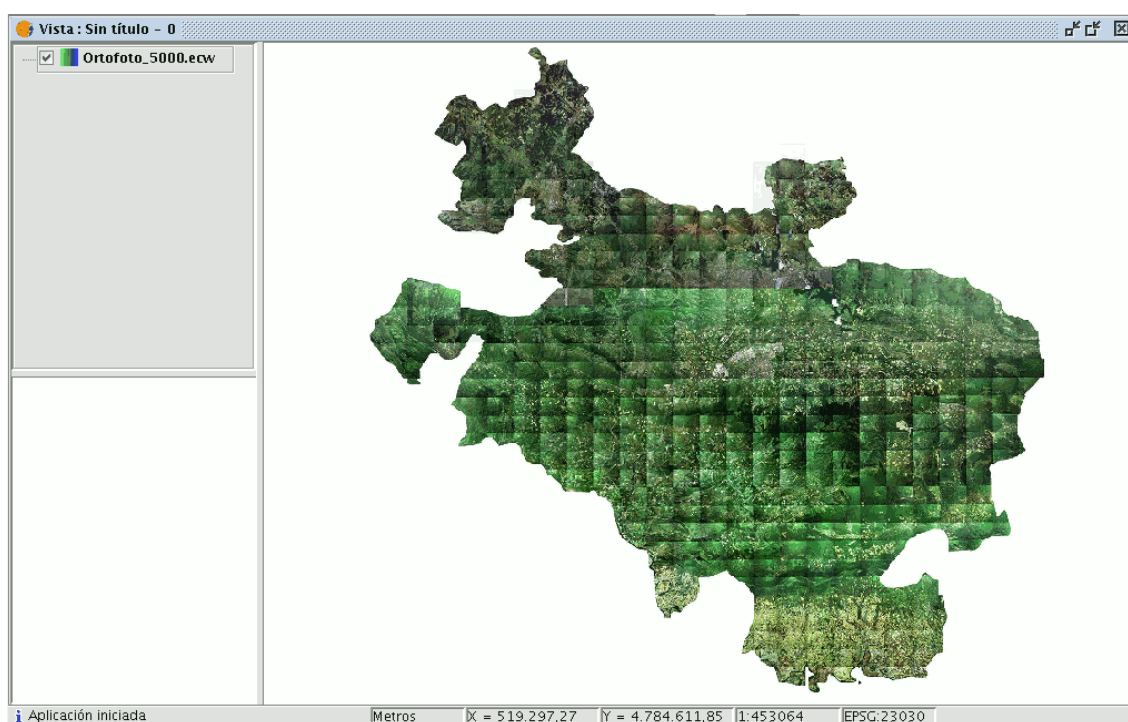 Vista : Sin título - 0
Ortofoto_5000.ecw
Aplicación iniciada
Metros
X = 519.297,27
Y = 4.784.611,85
1:453064
EPSG:23030